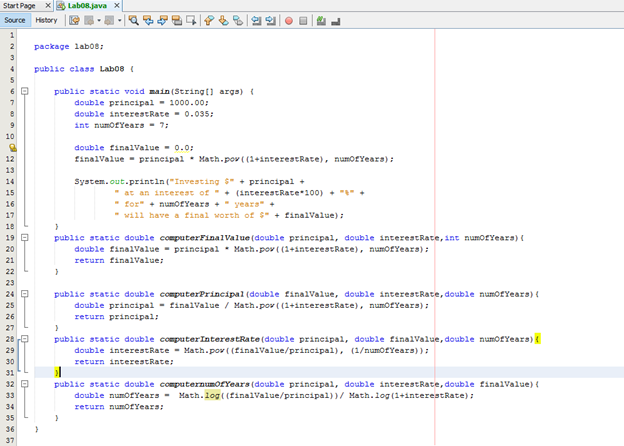 Start Page Lab08.java
Source History
1
2 package lab08;
3
4 public class Lab08 {
5
6 public static void main(String[] args) {
7 double principal = 1000.00;
8 double interestRate = 0.035;
9 int numOfYears = 7;
10
double finalValue = 0.0;
12 finalValue = principal * Math.pow((1+interestRate), numOfYears);
13
14 System.out.println("Investing $" + principal +
15 " at an interest of " + (interestRate*100) + "%" +
16 " for" + numOfYears + " years" +
17 " will have a final worth of $" + finalValue);
18 }
19 public static double computerFinalValue(double principal, double interestRate,int numOfYears){
20 double finalValue = principal * Math.pow((1+interestRate), numOfYears);
21 return finalValue;
22 }
23
24 public static double computerPrincipal(double finalValue, double interestRate,double numOfYears){
25 double principal = finalValue / Math.pow((1+interestRate), numOfYears);
26 return principal;
27 }
28 public static double computerInterestRate(double principal, double finalValue,double numOfYears){
29 double interestRate = Math.pow((finalValue/principal), (1/numOfYears));
30 return interestRate;
31 }
32 public static double computernumOfYears(double principal, double interestRate,double finalValue){
33 double numOfYears = Math.log((finalValue/principal))/ Math.log(1+interestRate);
34 return numOfYears;
35 }
36 }
37